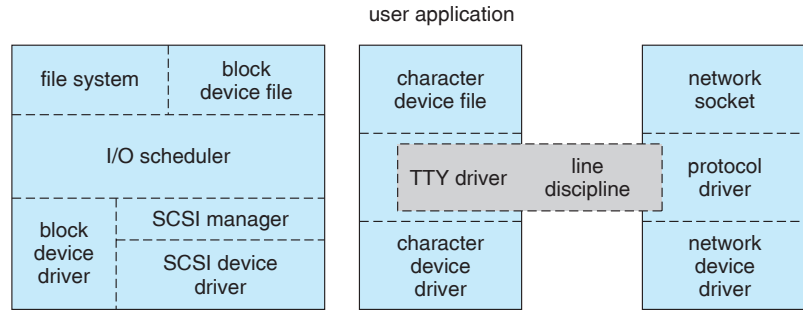 user application
file system
block
device file
I/O scheduler
block
device
driver
SCSI manager
SCSI device
driver
character
device file
TTY driver
line
discipline
character
device
driver
network
socket
protocol
driver
network
device
driver